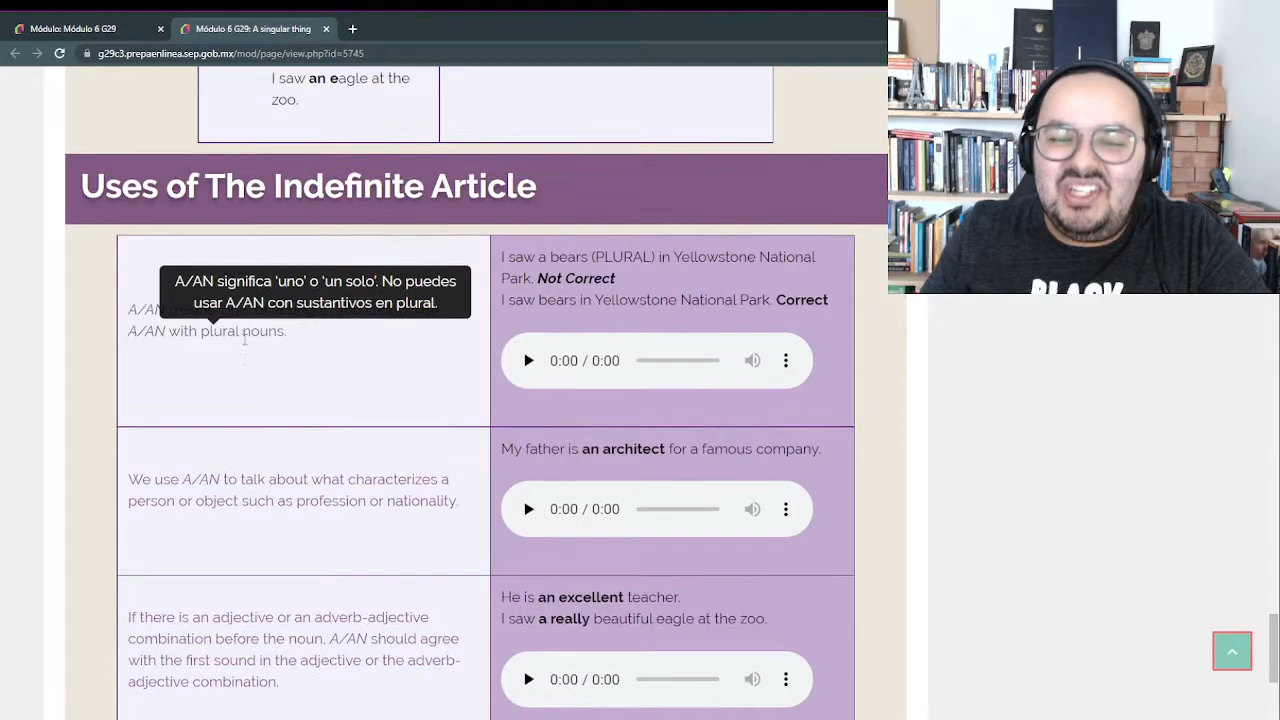 Módulo: Módulo 6 G29
Módulo 6 G29: A singular thing
g29c3.prepaenlinea.sep.gob.mx/mod/page/view.php?id=5745
I saw an eagle at the
zoo.
Uses of The Indefinite Article
A/AN significa ‘uno’ o ‘un solo’. No puedes
usar A/AN con sustantivos en plural.
A/AN
A/AN with plural nouns.
I saw a bears (PLURAL) in Yellowstone National
Park. Not Correct
I saw bears in Yellowstone National Park. Correct
0:00 / 0:00
We use A/AN to talk about what characterizes a
person or object such as profession or nationality.
My father is an architect for a famous company.
0:00 / 0:00
If there is an adjective or an adverb-adjective
combination before the noun, A/AN should agree
with the first sound in the adjective or the adverb-
adjective combination.
He is an excellent teacher.
I saw a really beautiful eagle at the zoo.
0:00 / 0:00
BLACK